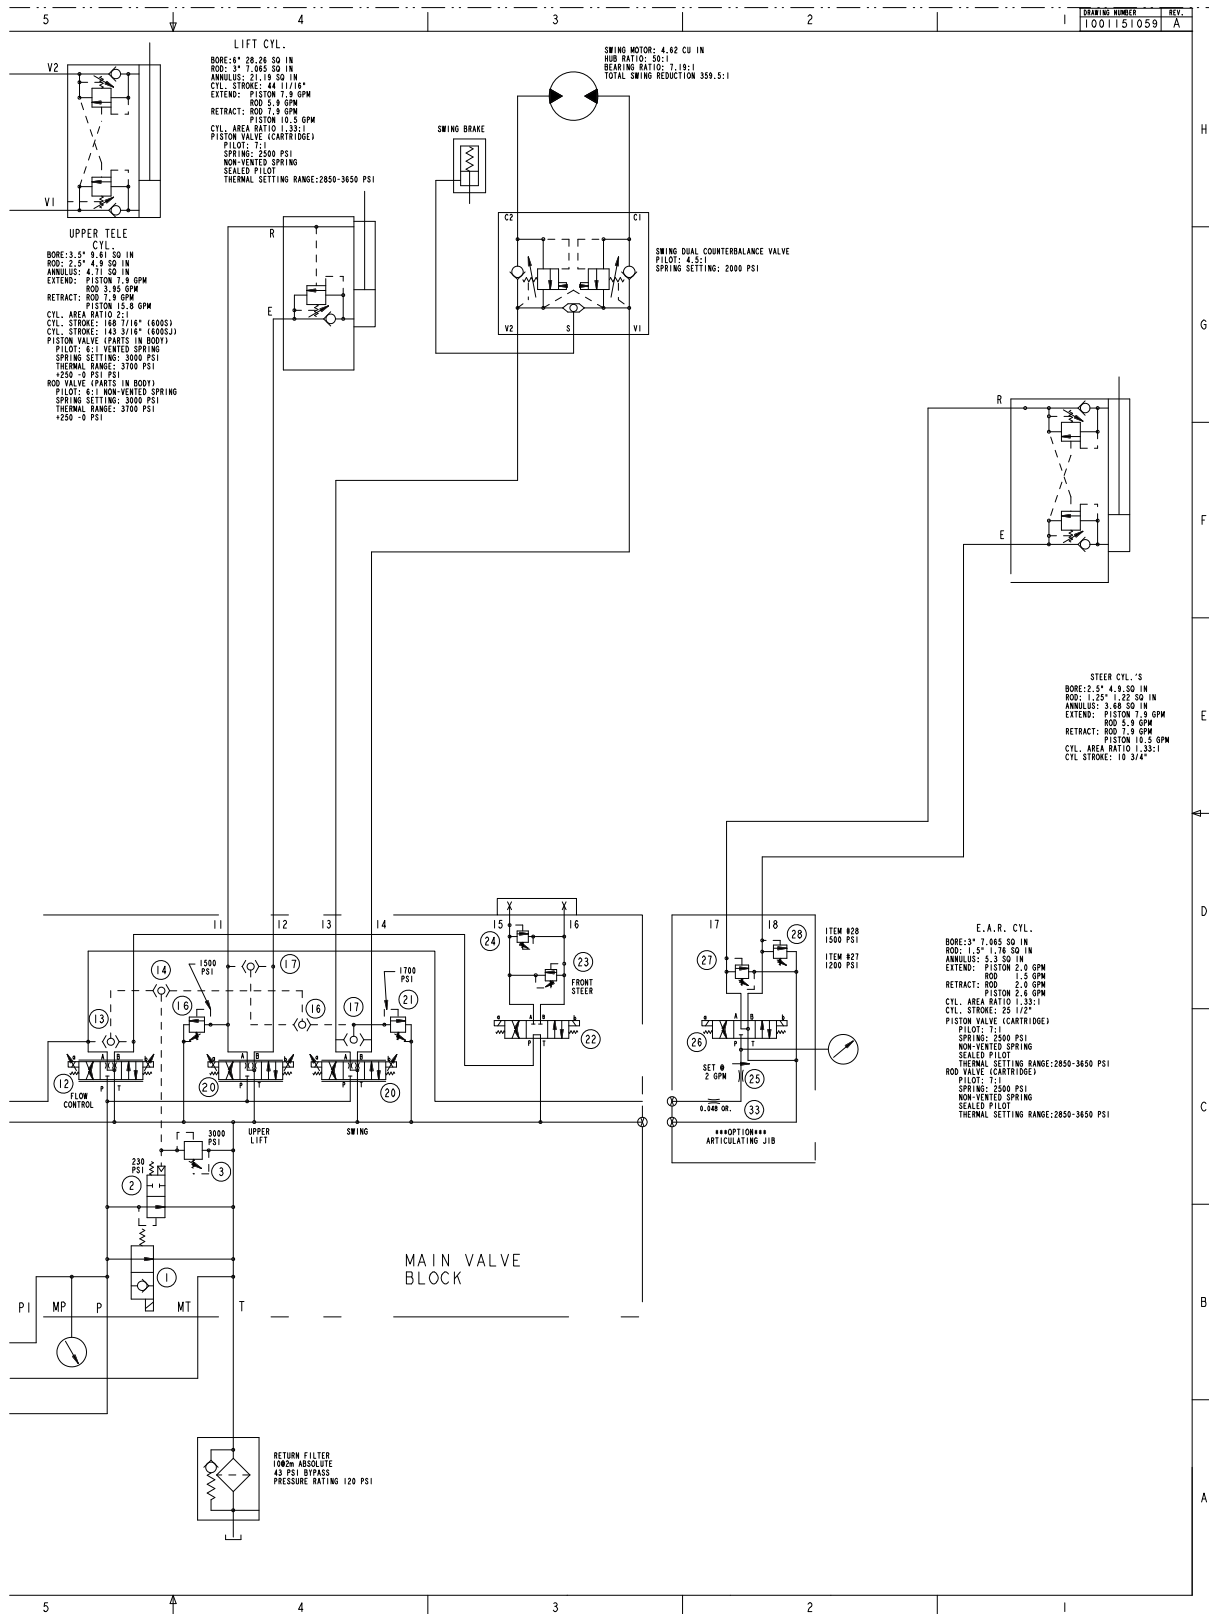 5
4
3
2
1
DRAWING NUMBER
REV.
1001151059
A
V2
V1
LIFT CYL.
BORE:6" 28.26 SQ IN
ROD: 3" 7.065 SQ IN
ANNULUS: 21.19 SQ IN
CYL. STROKE: 44 11/16"
EXTEND: PISTON 7.9 GPM
ROD 5.9 GPM
RETRACT: ROD 7.9 GPM
PISTON 10.5 GPM
CYL. AREA RATIO 1.33:1
PISTON VALVE (CARTRIDGE)
PILOT: 7:1
SPRING: 2500 PSI
NON-VENTED SPRING
SEALED PILOT
THERMAL SETTING RANGE:2850-3650 PSI
SWING MOTOR: 4.62 CU IN
HUB RATIO: 50:1
BEARING RATIO: 7.19:1
TOTAL SWING REDUCTION 359.5:1
SWING BRAKE
H
UPPER TELE
CYL.
BORE:3.5" 9.61 SQ IN
ROD: 2.5" 4.9 SQ IN
ANNULUS: 4.71 SQ IN
EXTEND: PISTON 7.9 GPM
ROD 3.95 GPM
RETRACT: ROD 7.9 GPM
PISTON 15.8 GPM
CYL. AREA RATIO 2:1
CYL. STROKE: 168 7/16" (600S)
CYL. STROKE: 143 3/16" (600SJ)
PISTON VALVE (PARTS IN BODY)
PILOT: 6:1 VENTED SPRING
SPRING SETTING: 3000 PSI
THERMAL RANGE: 3700 PSI
+250 -0 PSI PSI
ROD VALVE (PARTS IN BODY)
PILOT: 6:1 NON-VENTED SPRING
SPRING SETTING: 3000 PSI
THERMAL RANGE: 3700 PSI
+250 -0 PSI
R
E
C2
C1
V2
S
V1
SWING DUAL COUNTERBALANCE VALVE
PILOT: 4.5:1
SPRING SETTING: 2000 PSI
G
R
E
F
STEER CYL.'S
BORE:2.5" 4.9.SQ IN
ROD: 1.25" 1.22 SQ IN
ANNULUS: 3.68 SQ IN
EXTEND: PISTON 7.9 GPM
ROD 5.9 GPM
RETRACT: ROD 7.9 GPM
PISTON 10.5 GPM
CYL. AREA RATIO 1.33:1
CYL STROKE: 10 3/4"
E
D
E.A.R. CYL.
BORE:3" 7.065 SQ IN
ROD: 1.5" 1.76 SQ IN
ANNULUS: 5.3 SQ IN
EXTEND: PISTON 2.0 GPM
ROD 1.5 GPM
RETRACT: ROD 2.0 GPM
PISTON 2.6 GPM
CYL. AREA RATIO 1.33:1
CYL. STROKE: 25 1/2"
PISTON VALVE (CARTRIDGE)
PILOT: 7:1
SPRING: 2500 PSI
NON-VENTED SPRING
SEALED PILOT
THERMAL SETTING RANGE:2850-3650 PSI
ROD VALVE (CARTRIDGE)
PILOT: 7:1
SPRING: 2500 PSI
NON-VENTED SPRING
SEALED PILOT
THERMAL SETTING RANGE:2850-3650 PSI
11
12
13
14
15
16
17
18
24
23
FRONT
STEER
27
28
ITEM #28
1500 PSI
ITEM #27
1200 PSI
14
1500
PSI
17
1700
PSI
13
16
16
17
21
a
A
B
b
P
T
12
FLOW
CONTROL
a
A
B
b
P
T
20
a
A
B
b
P
T
20
a
A
B
b
P
T
22
a
A
B
b
P
T
26
SET @
2 GPM
25
0.048 OR.
33
***OPTION***
ARTICULATING JIB
C
UPPER
LIFT
SWING
3000
PSI
3
230
PSI
2
1
MAIN VALVE
BLOCK
P1
MP
P
MT
T
B
RETURN FILTER
10@2m ABSOLUTE
43 PSI BYPASS
PRESSURE RATING 120 PSI
A
5
4
3
2
1